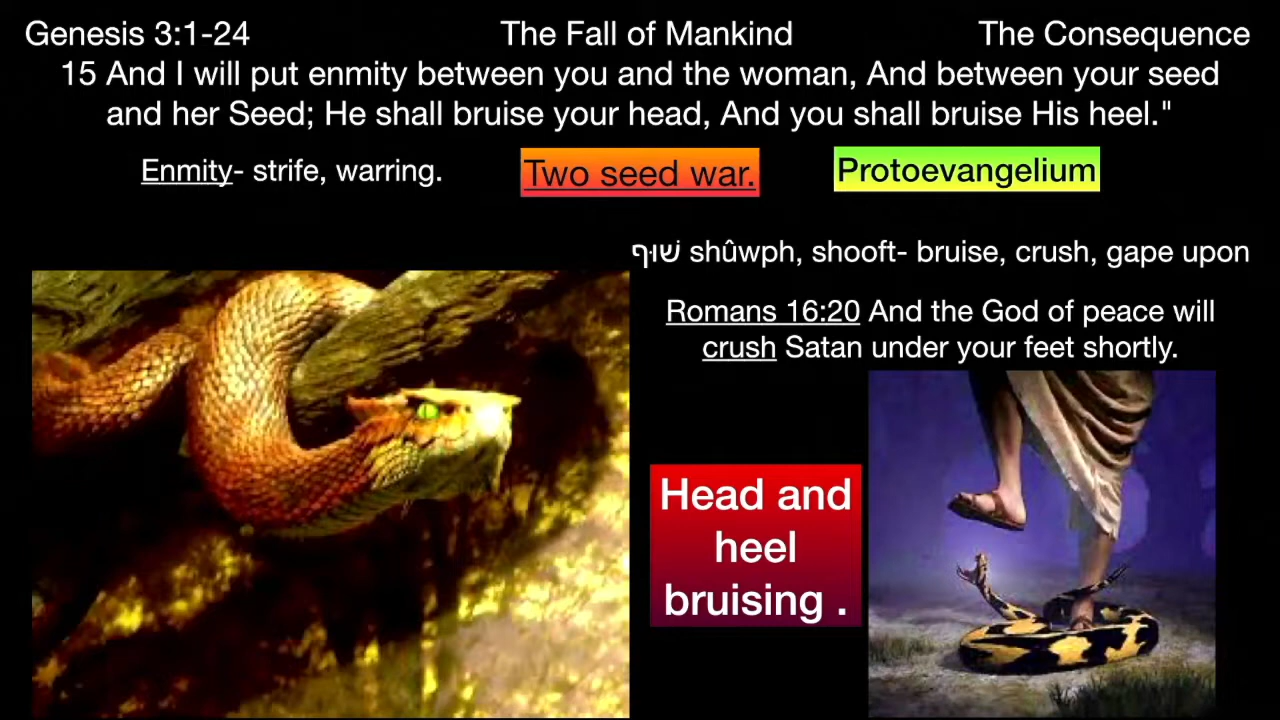 Genesis 3:1-24 The Fall of Mankind The Consequence
15 And I will put enmity between you and the woman, And between your seed
and her Seed; He shall bruise your head, And you shall bruise His heel."
Enmity- strife, warring. Two seed war. Protoevangelium
שׁוּף shûwph, shooft- bruise, crush, gape upon
Romans 16:20 And the God of peace will
crush Satan under your feet shortly.
Head and
heel
bruising .